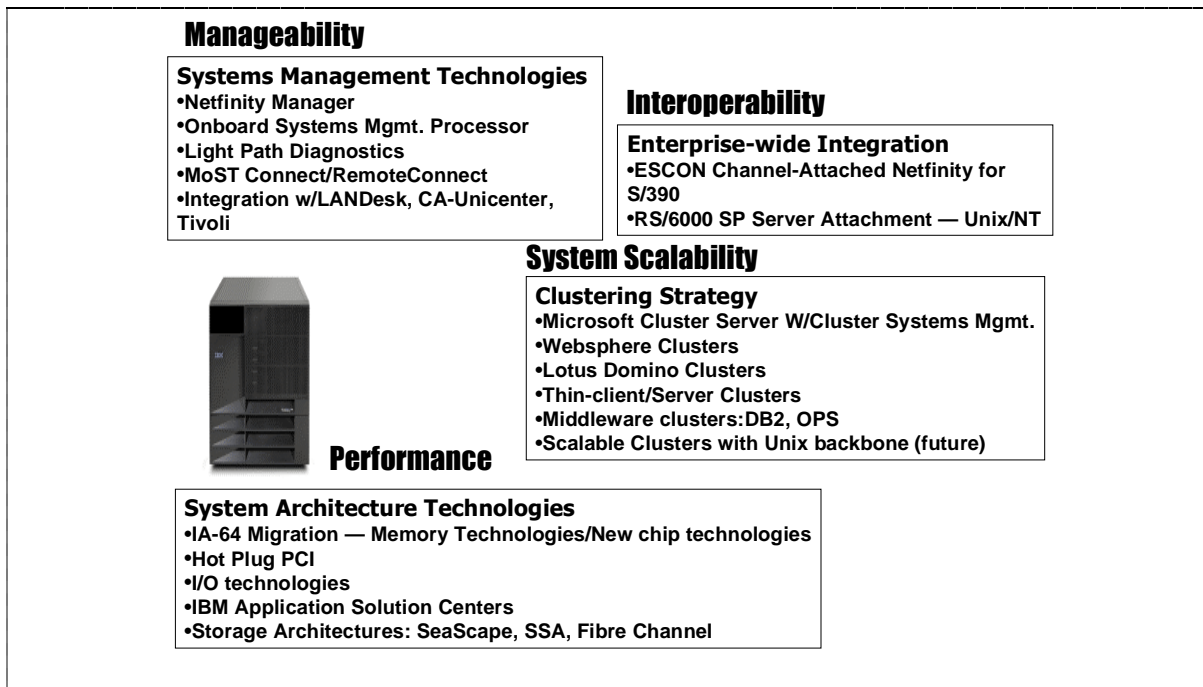 Manageability
Systems Management Technologies
•Netfinity Manager
•Onboard Systems Mgmt. Processor
•Light Path Diagnostics
•MoST Connect/RemoteConnect
•Integration w/LANDesk, CA-Unicenter,
Tivoli
Interoperability
Enterprise-wide Integration
•ESCON Channel-Attached Netfinity for
S/390
•RS/6000 SP Server Attachment — Unix/NT
System Scalability
Clustering Strategy
•Microsoft Cluster Server W/Cluster Systems Mgmt.
•Websphere Clusters
•Lotus Domino Clusters
•Thin-client/Server Clusters
•Middleware clusters:DB2, OPS
•Scalable Clusters with Unix backbone (future)
IBM
Performance
System Architecture Technologies
•IA-64 Migration — Memory Technologies/New chip technologies
•Hot Plug PCI
•I/O technologies
•IBM Application Solution Centers
•Storage Architectures: SeaScape, SSA, Fibre Channel